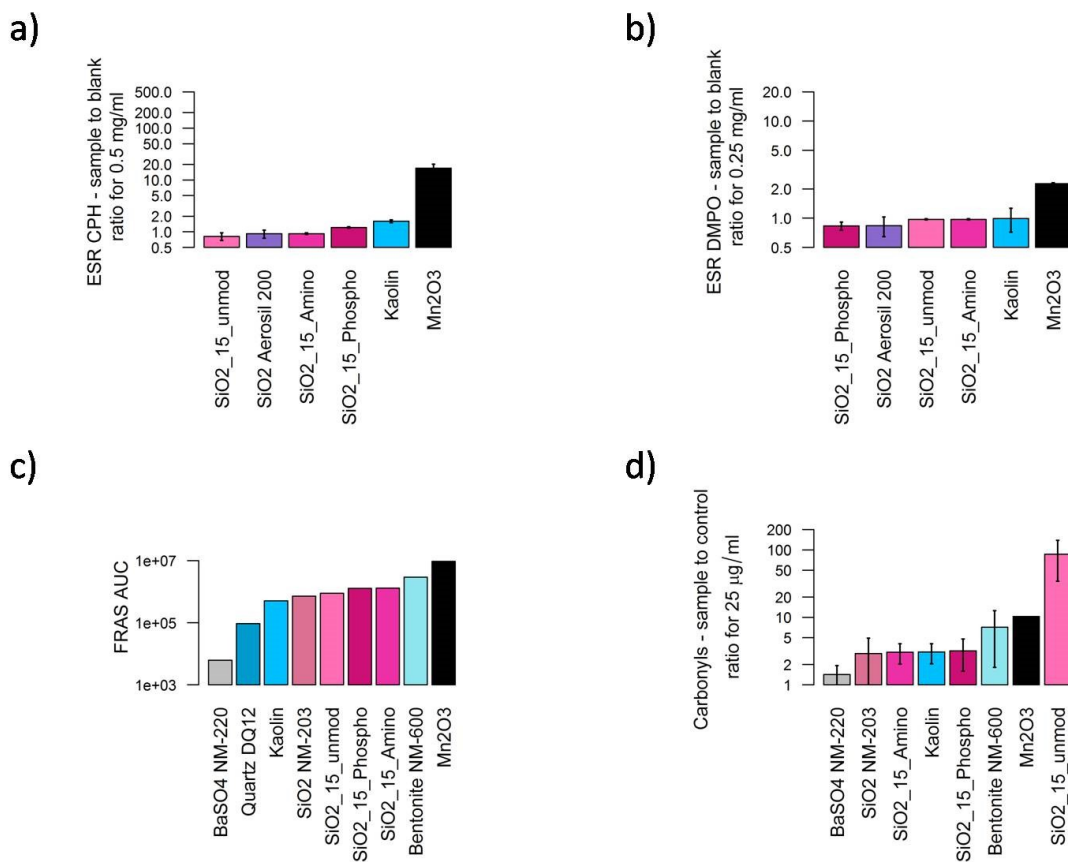 a)
ESR CPH - sample to blank
ratio for 0.5 mg/ml
500.0
200.0
100.0
50.0
20.0
10.0
5.0
2.0
1.0
0.5
SiO2_15_unmod
SiO2 Aerosil 200
SiO2_15_Amino
SiO2_15_Phospho
Kaolin
Mn2O3
b)
ESR DMPO - sample to blank
ratio for 0.25 mg/ml
20.0
10.0
5.0
2.0
1.0
0.5
SiO2_15_Phospho
SiO2 Aerosil 200
SiO2_15_unmod
SiO2_15_Amino
Kaolin
Mn2O3
c)
FRAS AUC
1e+07
1e+05
1e+03
BaSO4 NM-220
Quartz DQ12
Kaolin
SiO2 NM-203
SiO2_15_unmod
SiO2_15_Phospho
SiO2_15_Amino
Bentonite NM-600
Mn2O3
d)
Carbonyls - sample to control
ratio for 25 μg/ml
200
100
50
20
10
5
2
1
BaSO4 NM-220
SiO2 NM-203
SiO2_15_Amino
Kaolin
SiO2_15_Phospho
Bentonite NM-600
Mn2O3
SiO2_15_unmod